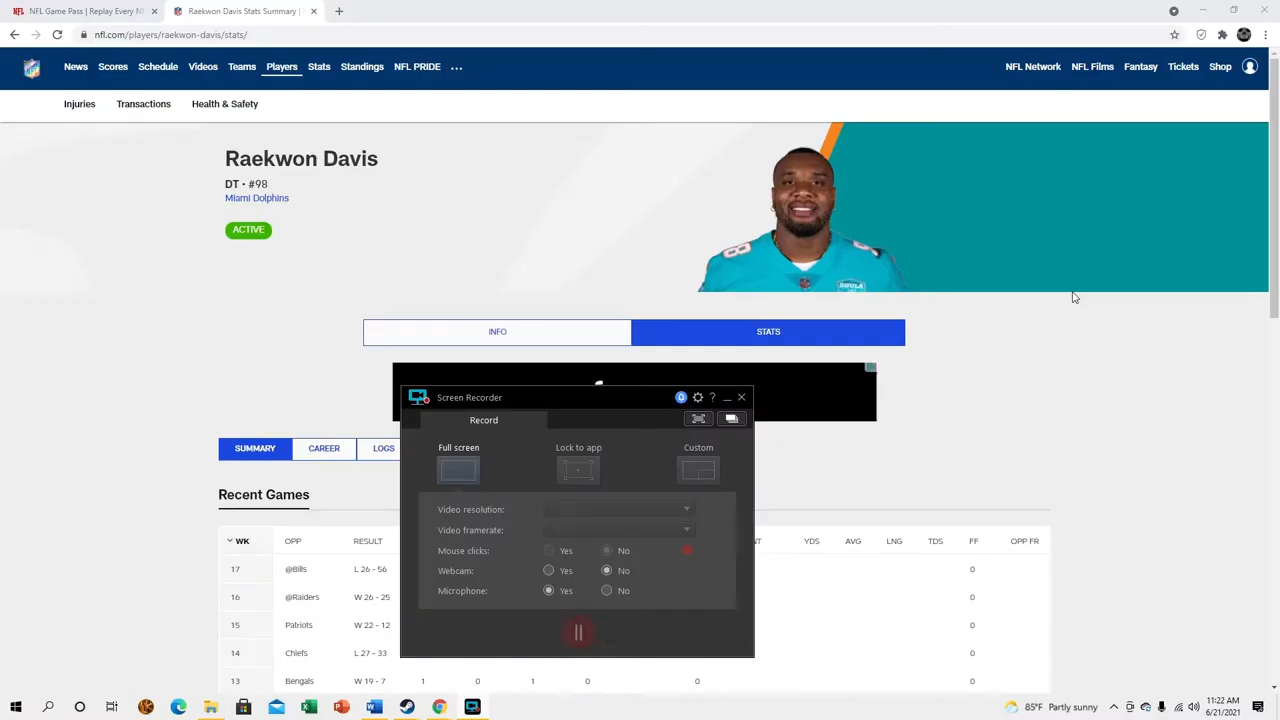 NFL Game Pass | Replay Every N
Raekwon Davis Stats Summary |
nfl.com/players/raekwon-davis/stats/
News Scores Schedule Videos Teams Players Stats Standings NFL PRIDE ... NFL Network NFL Films Fantasy Tickets Shop
Injuries Transactions Health & Safety
Raekwon Davis
DT • #98
Miami Dolphins
ACTIVE
INFO STATS
Screen Recorder
Record
Full screen Lock to app Custom
Video resolution:
Video framerate:
Mouse clicks: Yes No
Webcam: Yes No
Microphone: Yes No
SUMMARY CAREER LOGS
Recent Games
WK OPP RESULT NT YDS AVG LNG TDS FF OPP FR
17 @Bills L 26 - 56 0
16 @Raiders W 26 - 25 0
15 Patriots W 22 - 12 0
14 Chiefs L 27 - 33 0
13 Bengals W 19 - 7 1 0 1 0 0 0
85°F Partly sunny
11:22 AM
6/21/2021